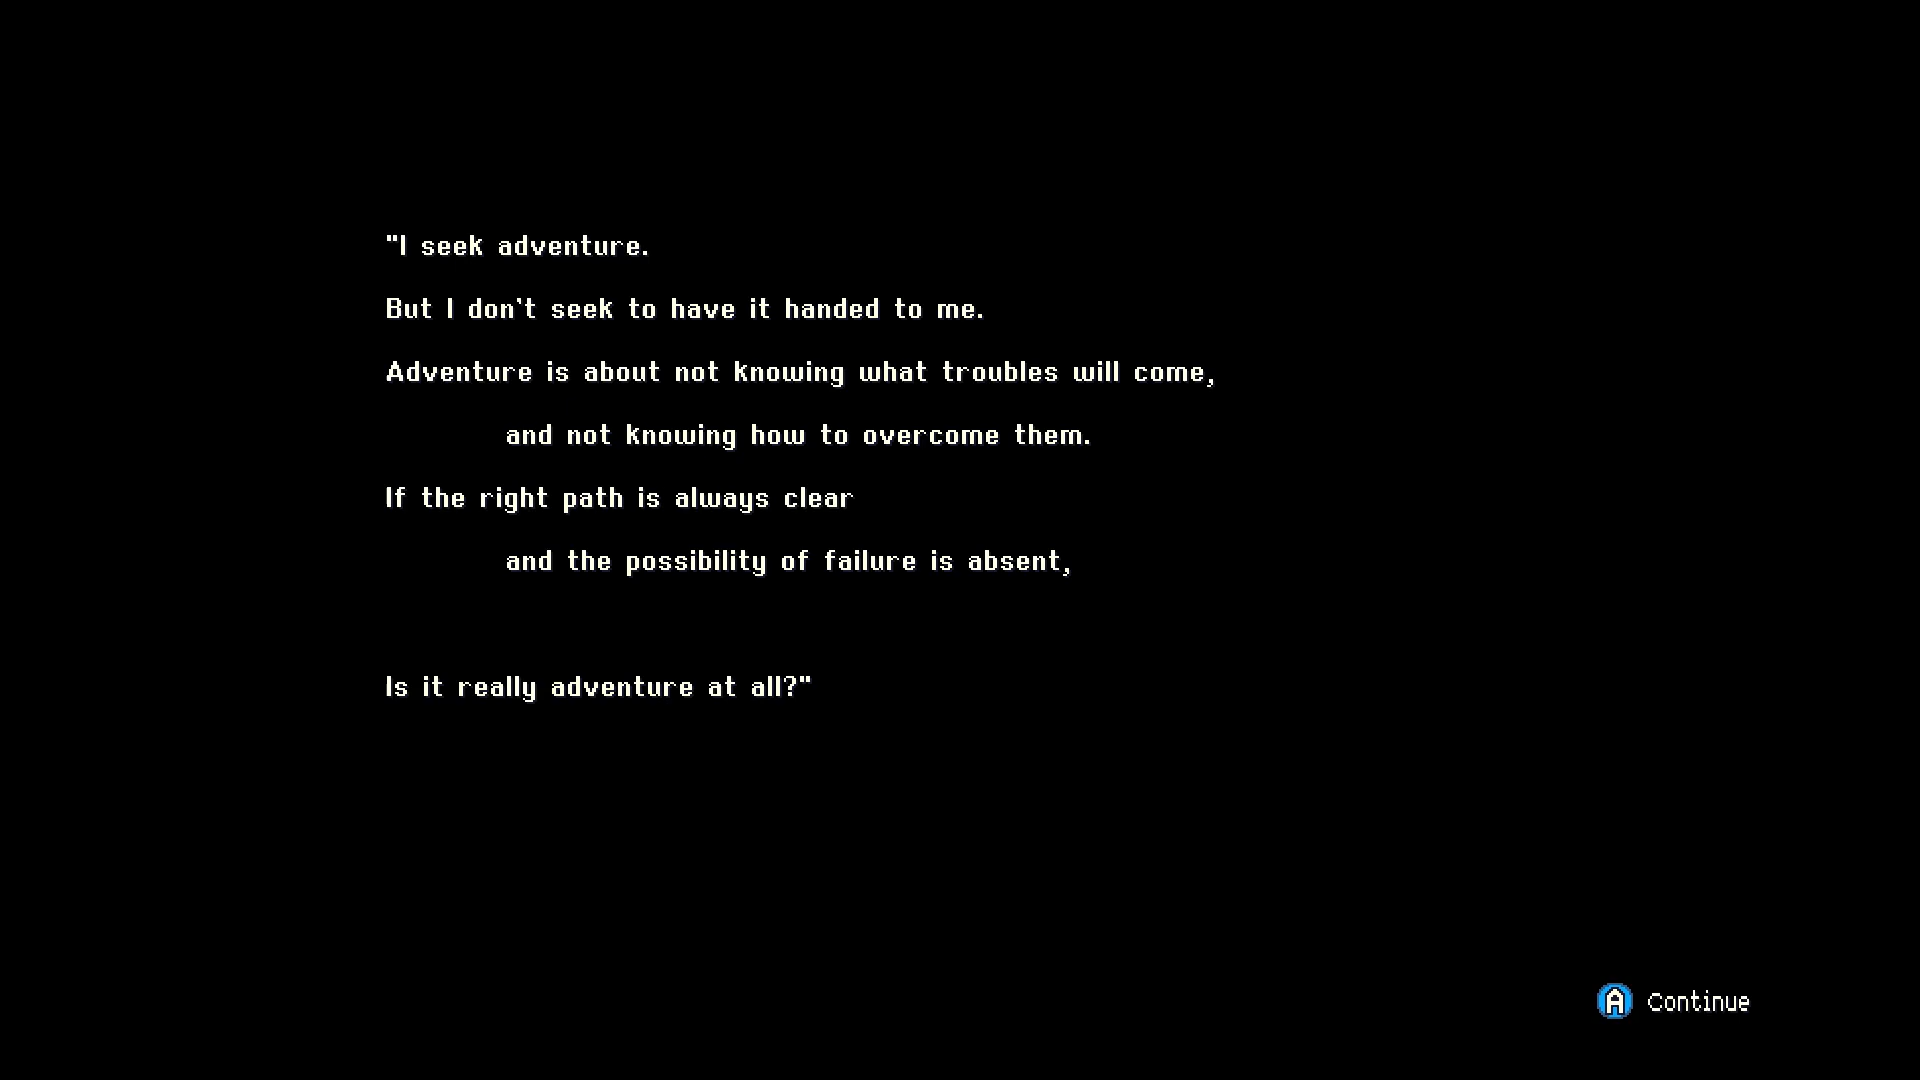 "I seek adventure.
But I don't seek to have it handed to me.
Adventure is about not knowing what troubles will come,
and not knowing how to overcome them.
If the right path is always clear
and the possibility of failure is absent,
Is it really adventure at all?"
A Continue